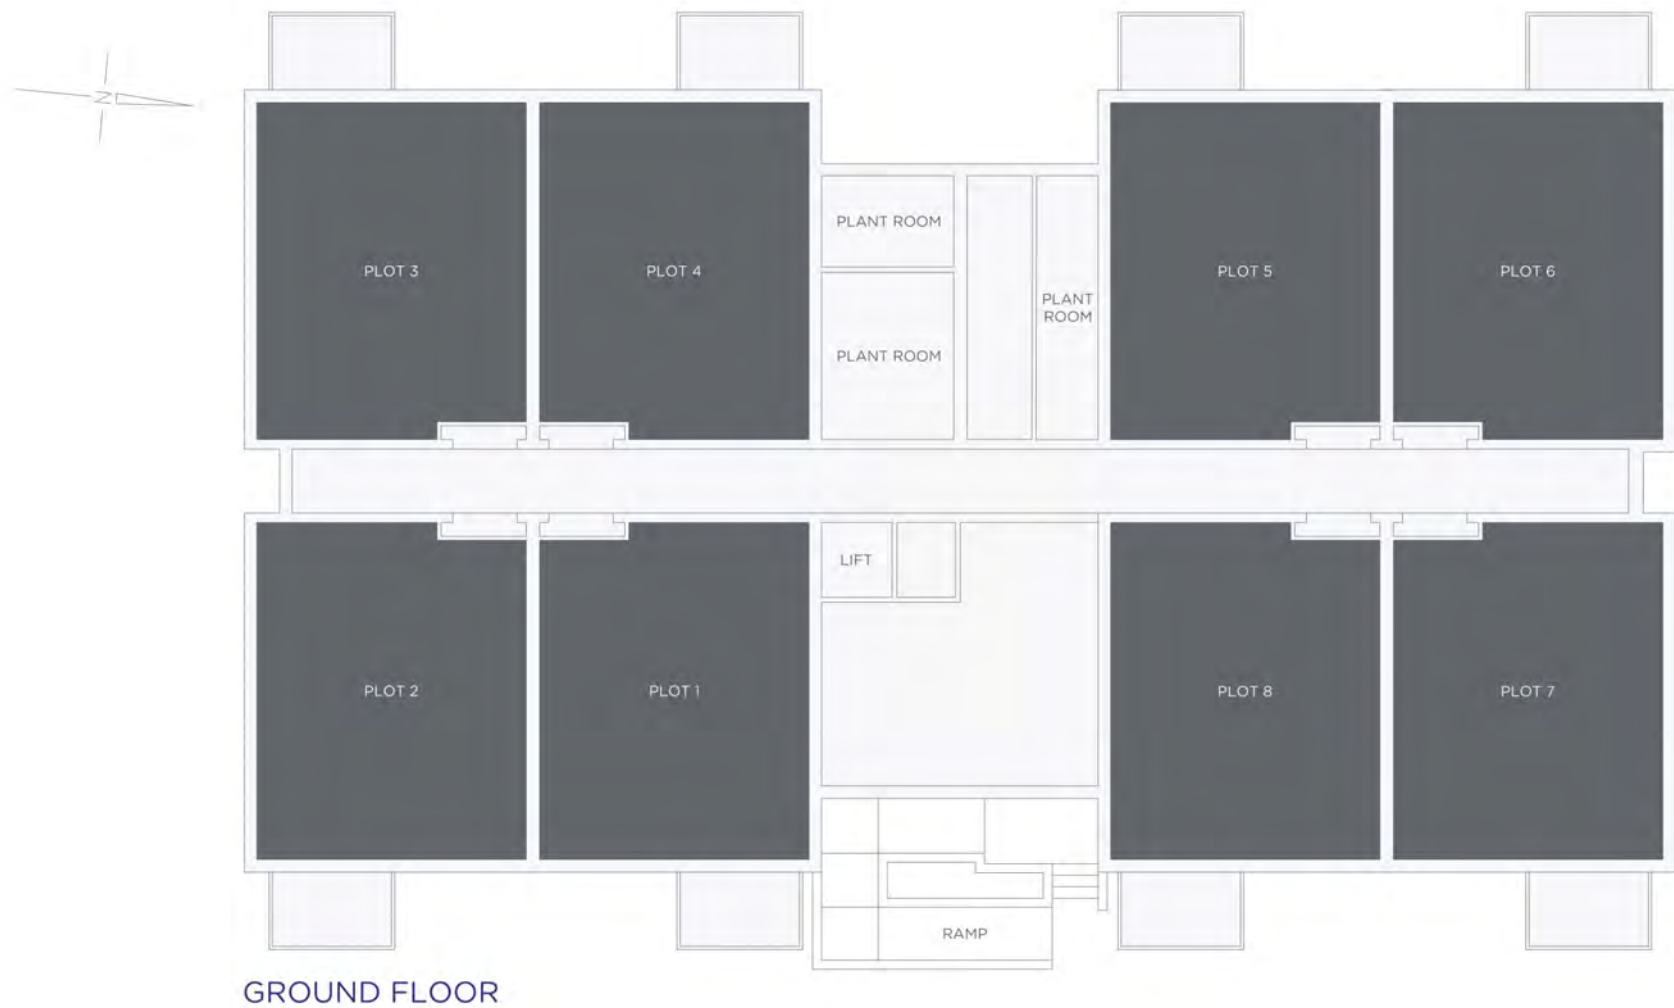 N
PLANT ROOM
PLOT 3
PLOT 4
PLOT 5
PLOT 6
PLANT
ROOM
PLANT ROOM
LIFT
PLOT 2
PLOT 1
PLOT 8
PLOT 7
RAMP
GROUND FLOOR